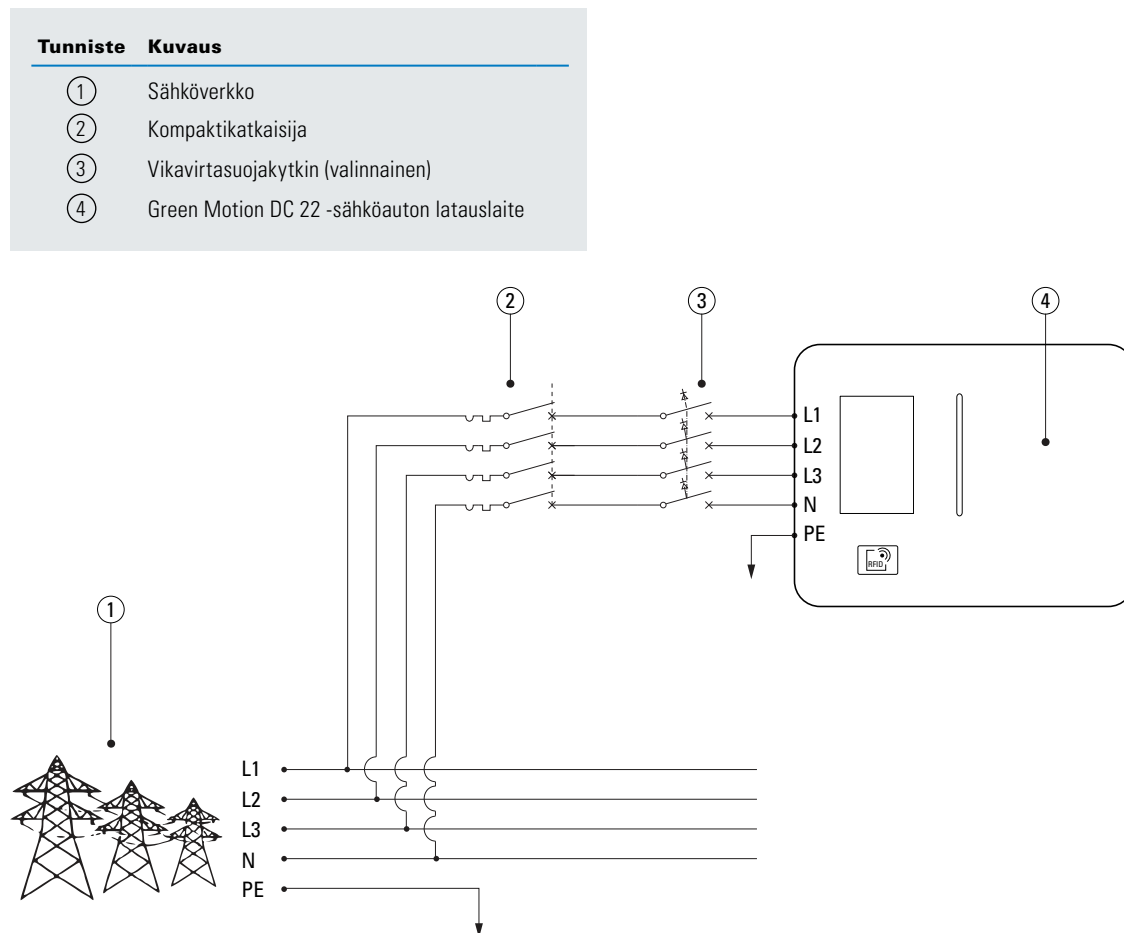 Tunniste Kuvaus
1 Sähköverkko
2 Kompaktikatkaisija
3 Vikavirtasuojakytkin (valinnainen)
4 Green Motion DC 22 -sähköauton latauslaite
2 3 4
L1
L2
L3
N
PE
RFID
1
L1
L2
L3
N
PE